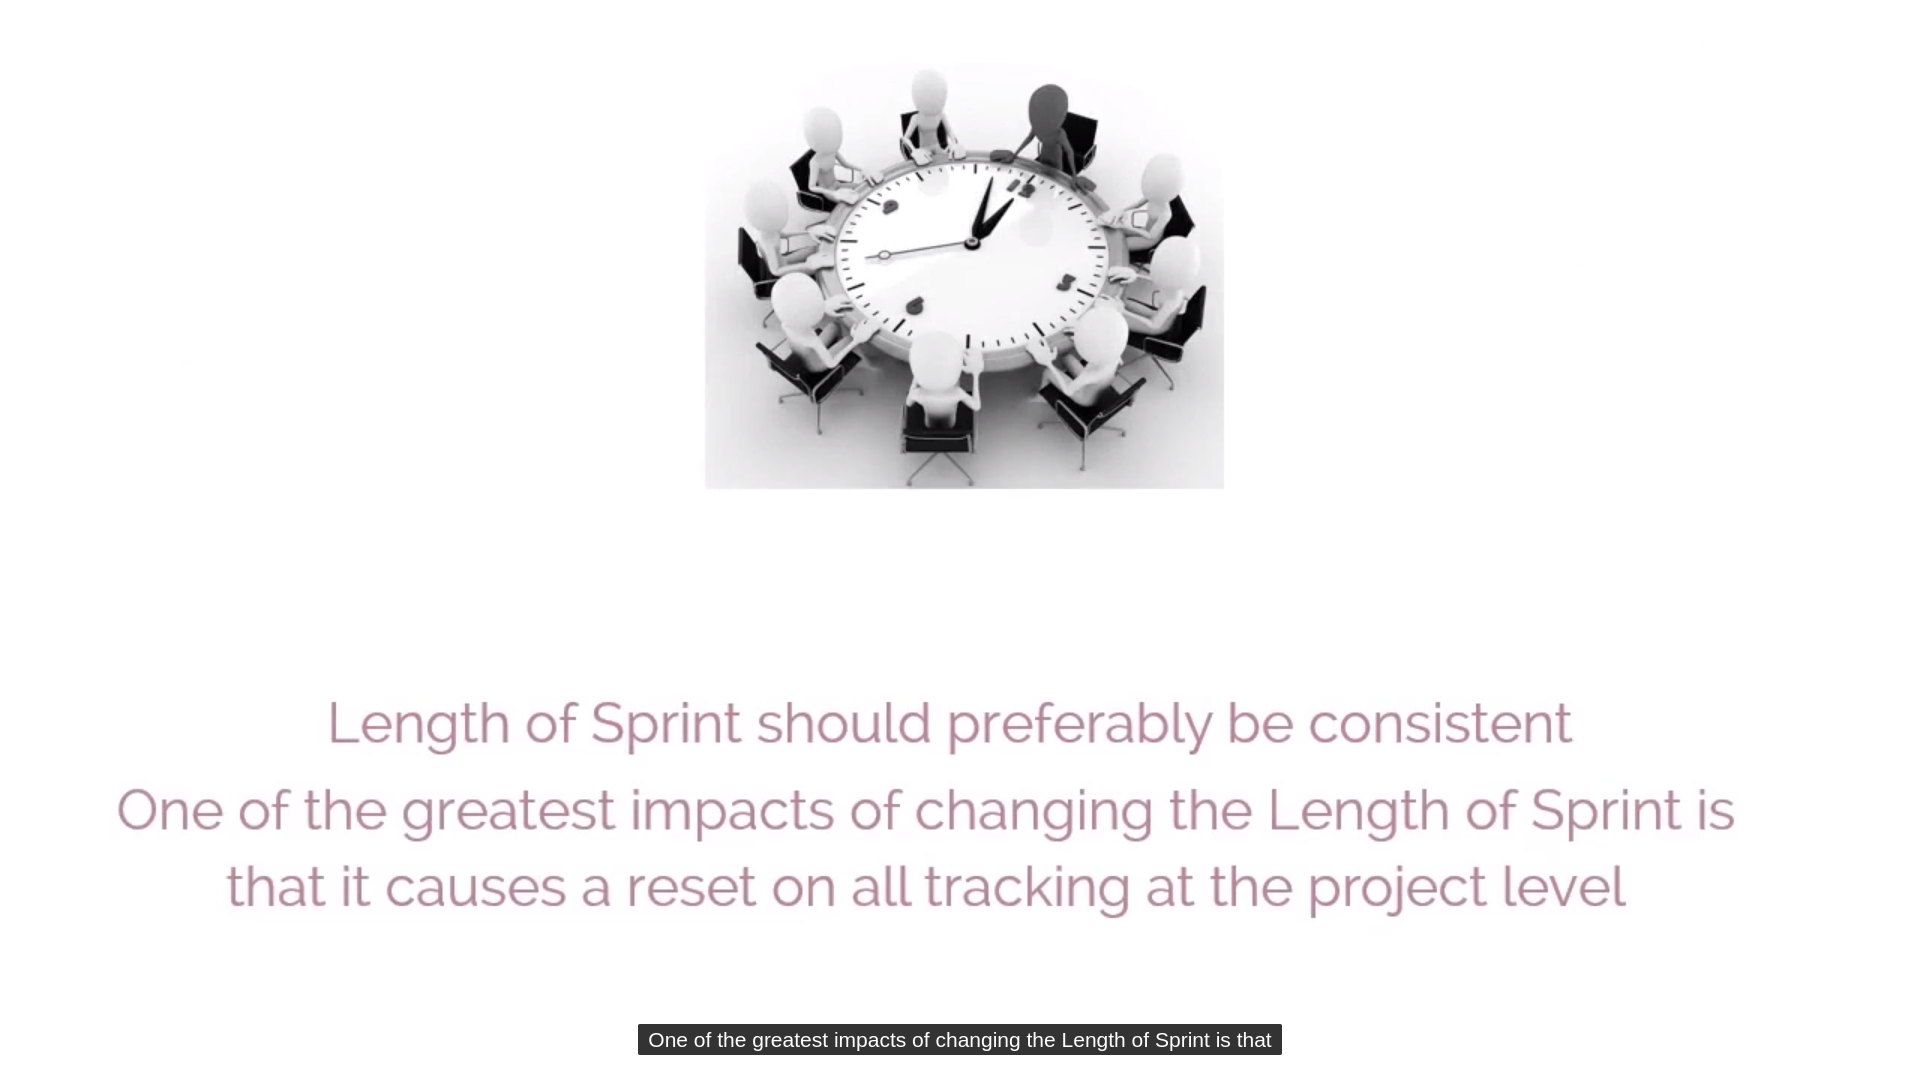 Length of Sprint should preferably be consistent
One of the greatest impacts of changing the Length of Sprint is
that it causes a reset on all tracking at the project level
One of the greatest impacts of changing the Length of Sprint is that